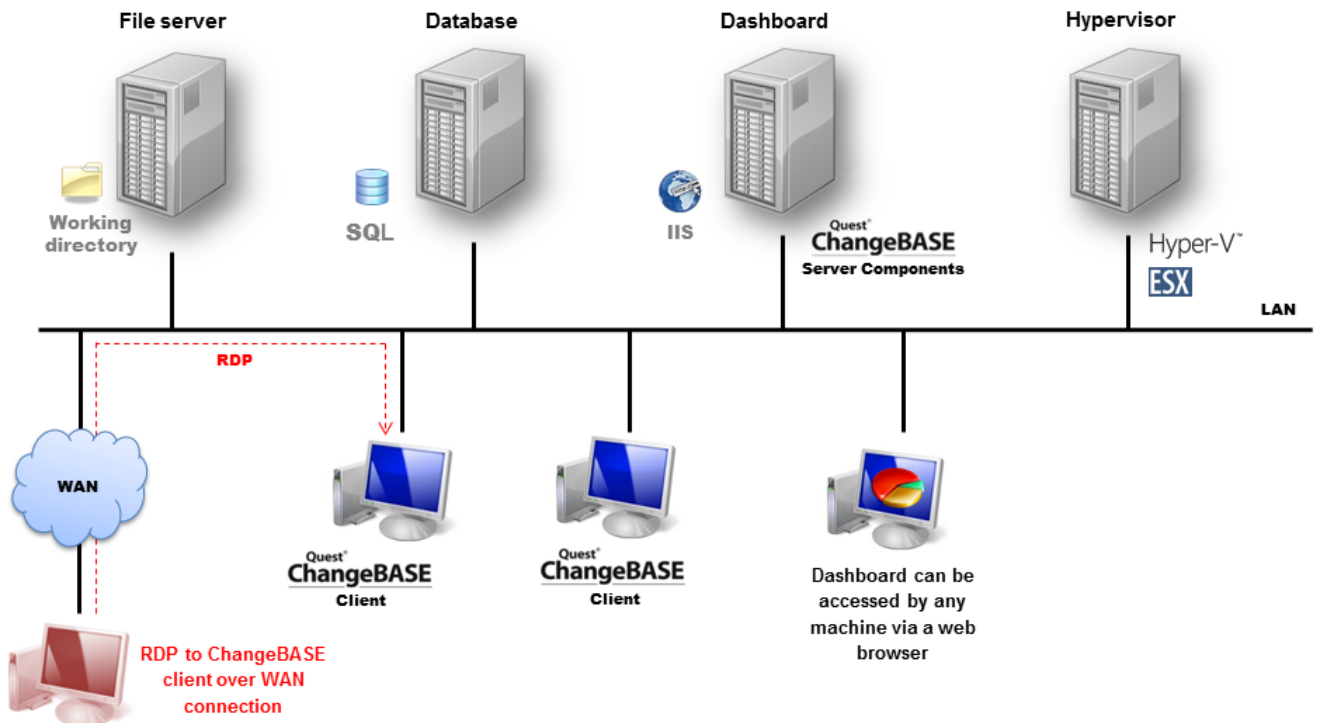 File server
Database
Dashboard
Hypervisor
Working
directory
SQL
IIS
Quest®
ChangeBASE
Server Components
Hyper-V™
ESX
LAN
RDP
WAN
Quest®
ChangeBASE
Client
Quest®
ChangeBASE
Client
Dashboard can be
accessed by any
machine via a web
browser
RDP to ChangeBASE
client over WAN
connection